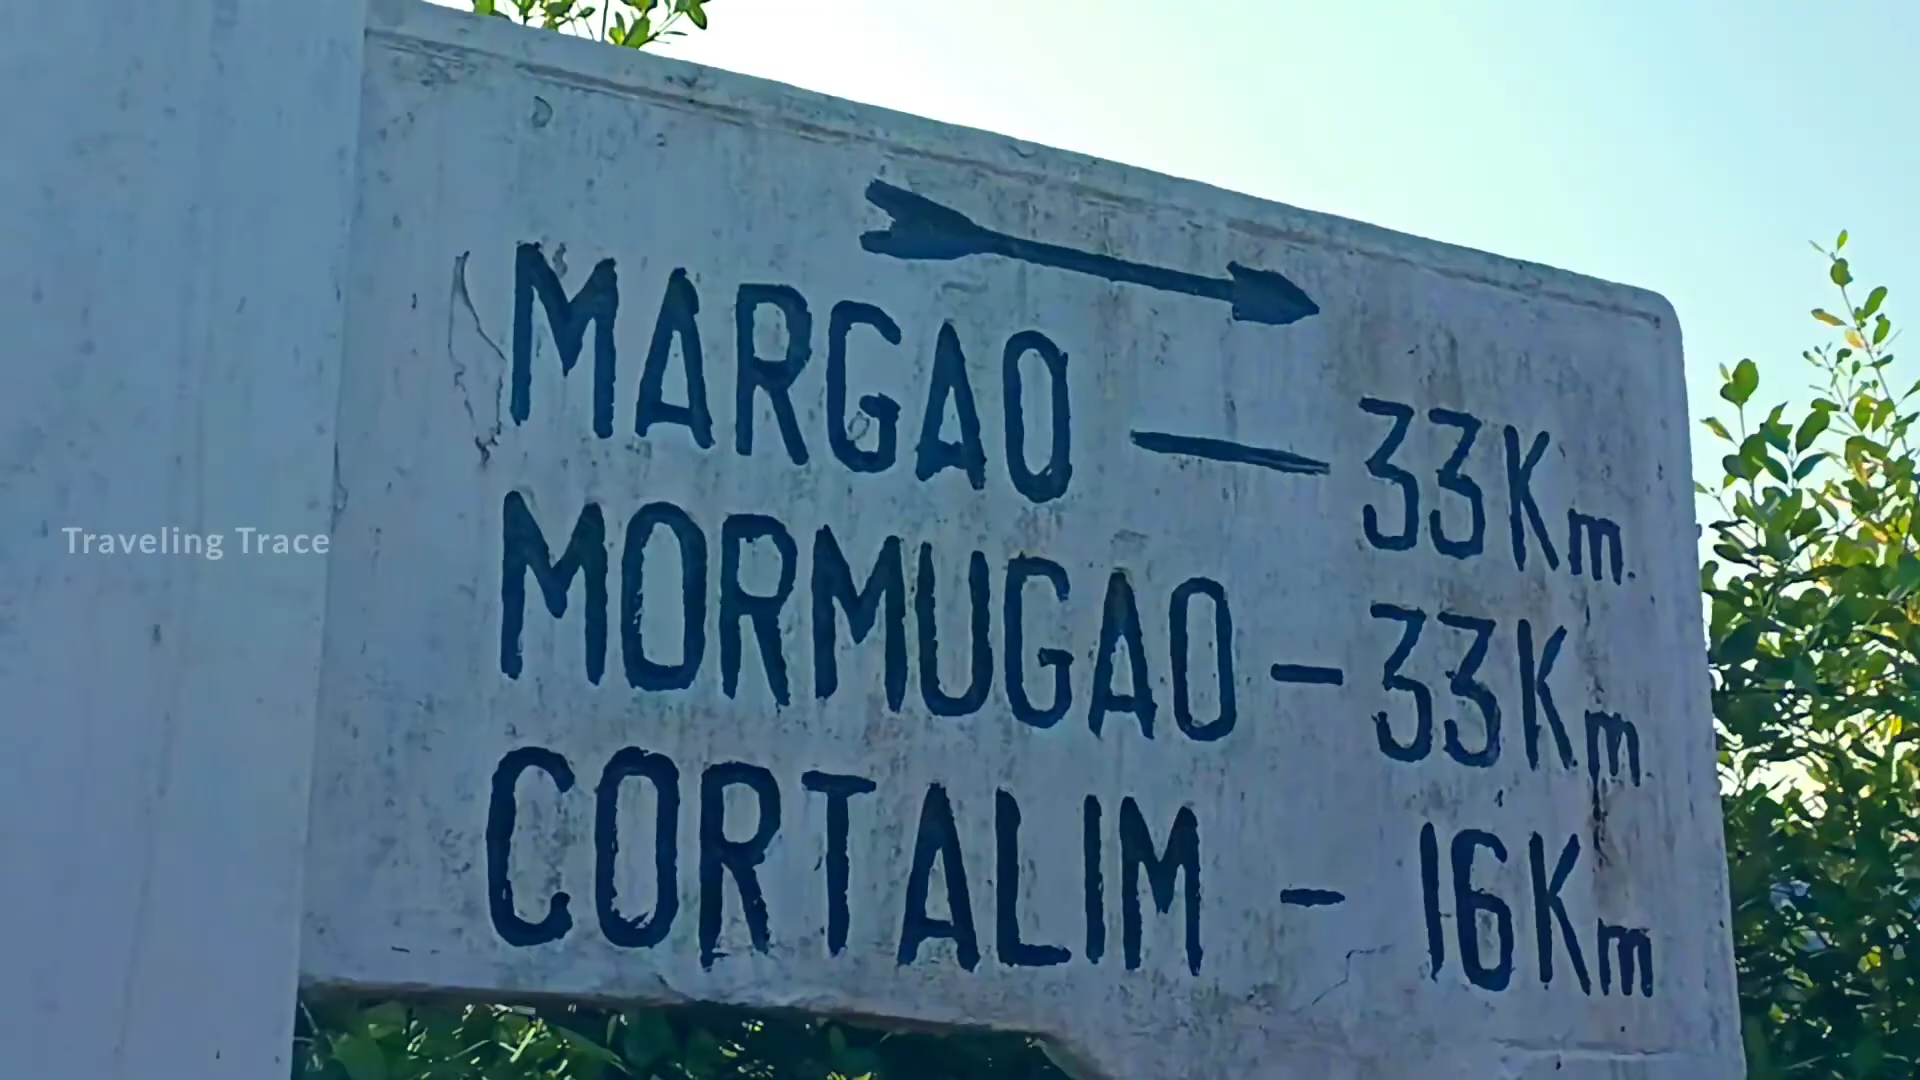 MARGAO — 33Km.
MORMUGAO – 33Km
CORTALIM – 16Km
Traveling Trace